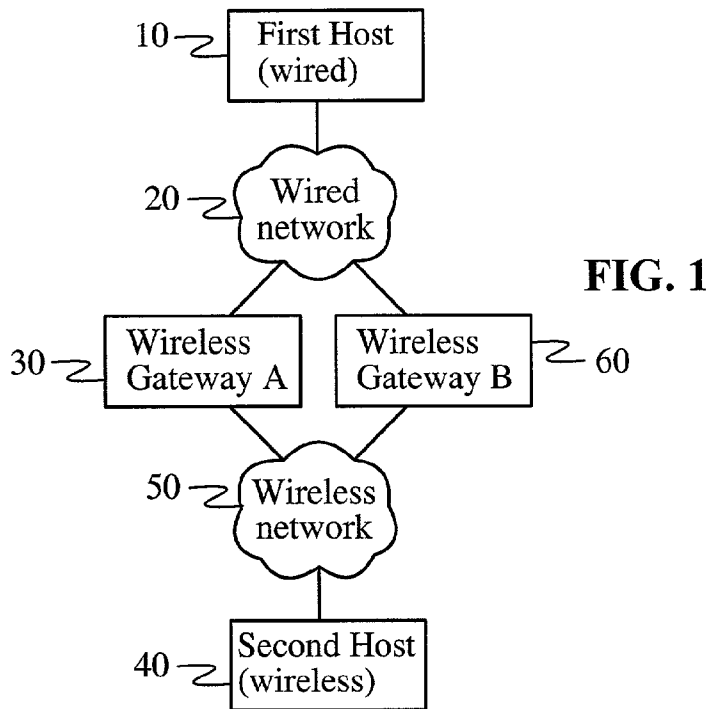 10
First Host
(wired)
20
Wired
network
FIG. 1
30
Wireless
Gateway A
Wireless
Gateway B
60
50
Wireless
network
40
Second Host
(wireless)